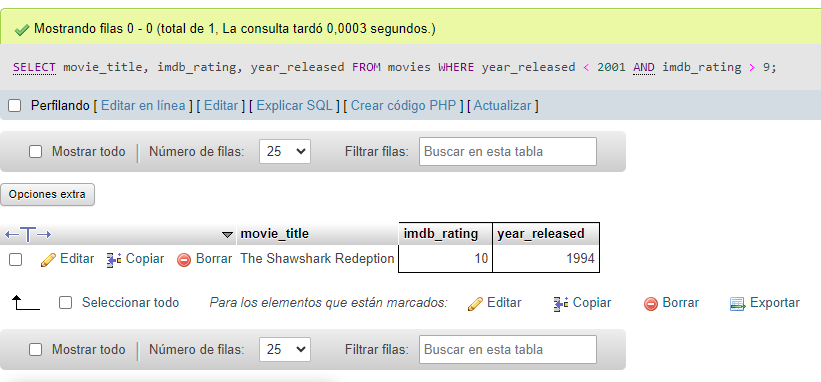 Mostrando filas 0 - 0 (total de 1, La consulta tardó 0,0003 segundos.)
SELECT movie_title, imdb_rating, year_released FROM movies WHERE year_released < 2001 AND imdb_rating > 9;
Perfilando [ Editar en línea ] [ Editar ] [ Explicar SQL ] [ Crear código PHP ] [ Actualizar ]
Mostrar todo Número de filas: 25 Filtrar filas: Buscar en esta tabla
Opciones extra
←T→ movie_title imdb_rating year_released
Editar Copiar Borrar The Shawshark Redeption 10 1994
Seleccionar todo Para los elementos que están marcados: Editar Copiar Borrar Exportar
Mostrar todo Número de filas: 25 Filtrar filas: Buscar en esta tabla